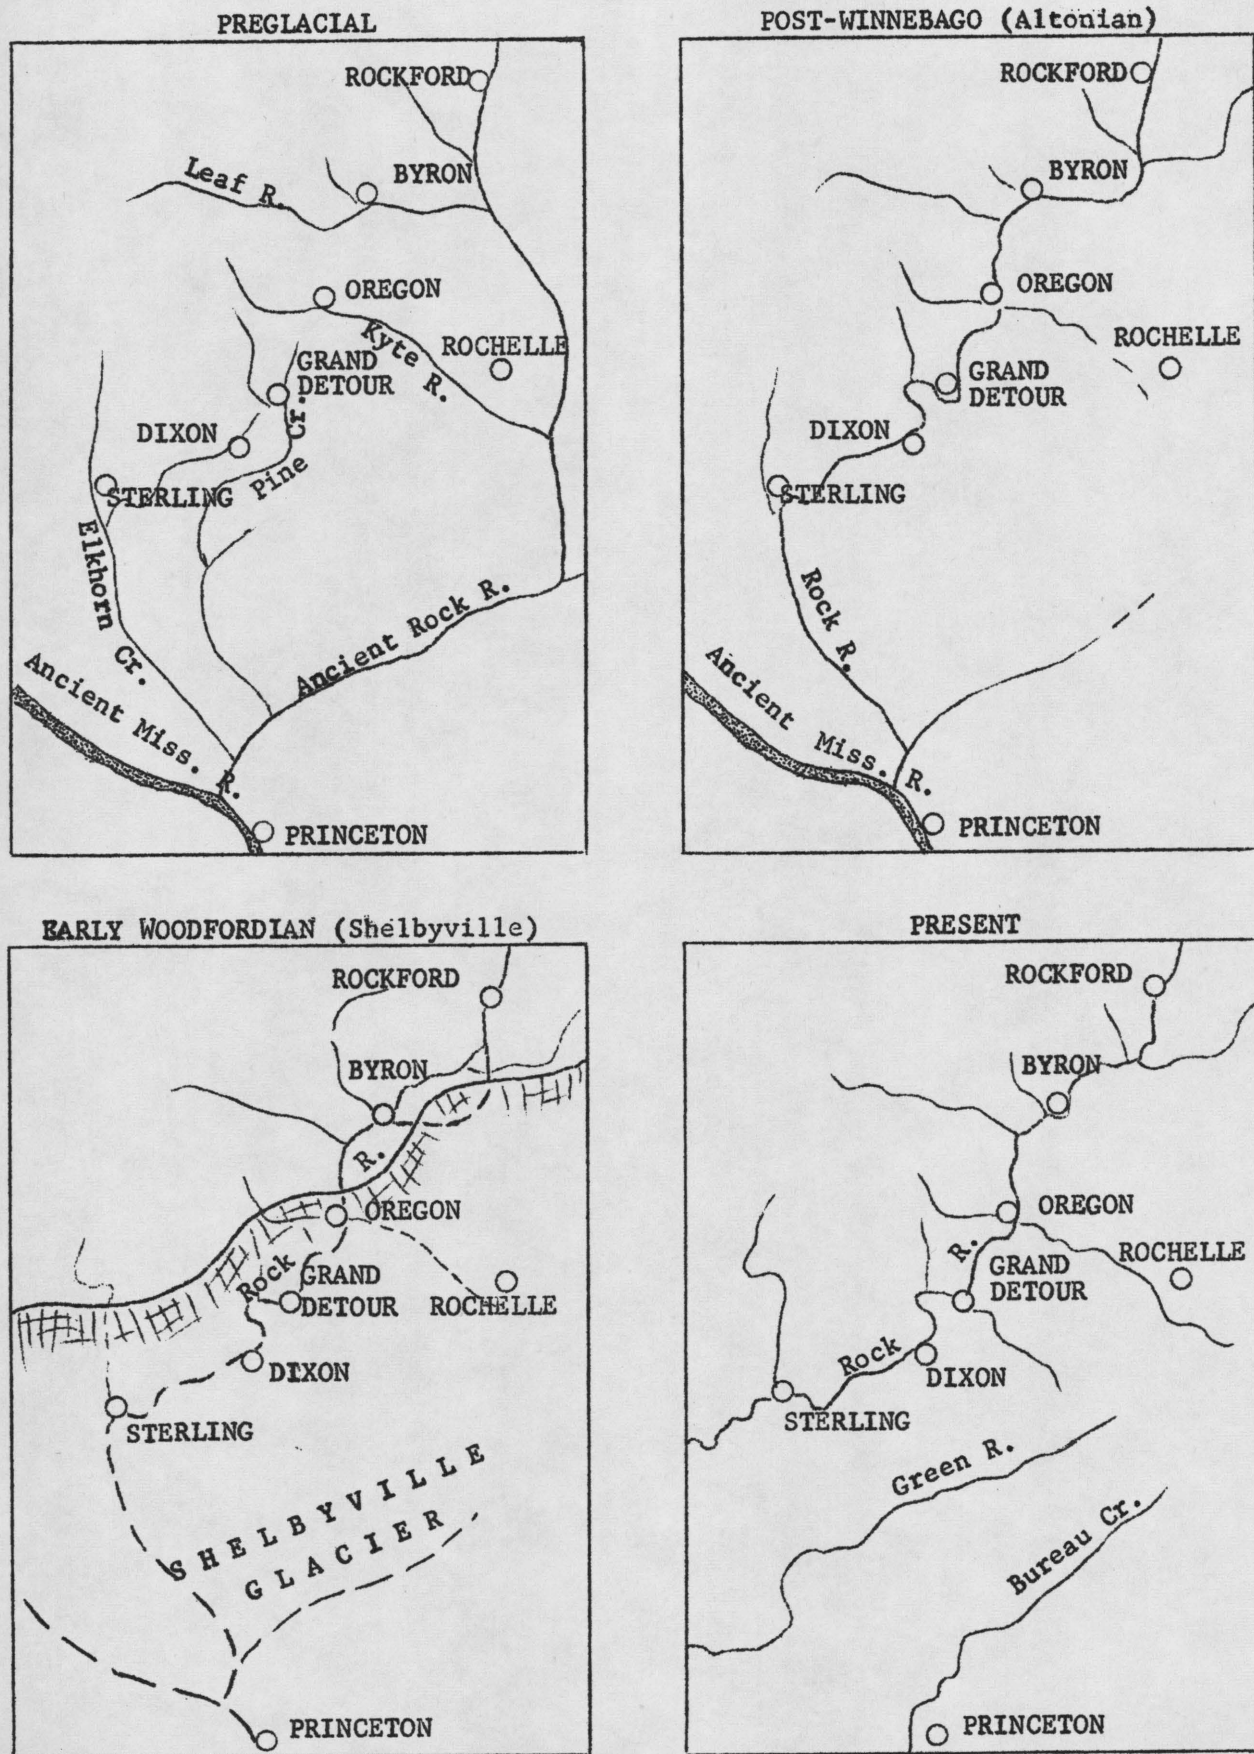 PREGLACIAL
ROCKFORD
Leaf R.
BYRON
OREGON
Kyte R.
ROCHELLE
GRAND
DETOUR
DIXON
Pine Cr.
STERLING
Elkhorn Cr.
Ancient Rock R.
Ancient Miss. R.
PRINCETON
POST-WINNEBAGO (Altonian)
ROCKFORD
BYRON
OREGON
ROCHELLE
GRAND
DETOUR
DIXON
STERLING
Rock R.
Ancient Miss. R.
PRINCETON
EARLY WOODFORDIAN (Shelbyville)
ROCKFORD
BYRON
Rock R.
OREGON
GRAND
DETOUR
ROCHELLE
DIXON
STERLING
SHELBYVILLE
GLACIER
PRINCETON
PRESENT
ROCKFORD
BYRON
OREGON
Rock R.
ROCHELLE
GRAND
DETOUR
DIXON
STERLING
Green R.
Bureau Cr.
PRINCETON